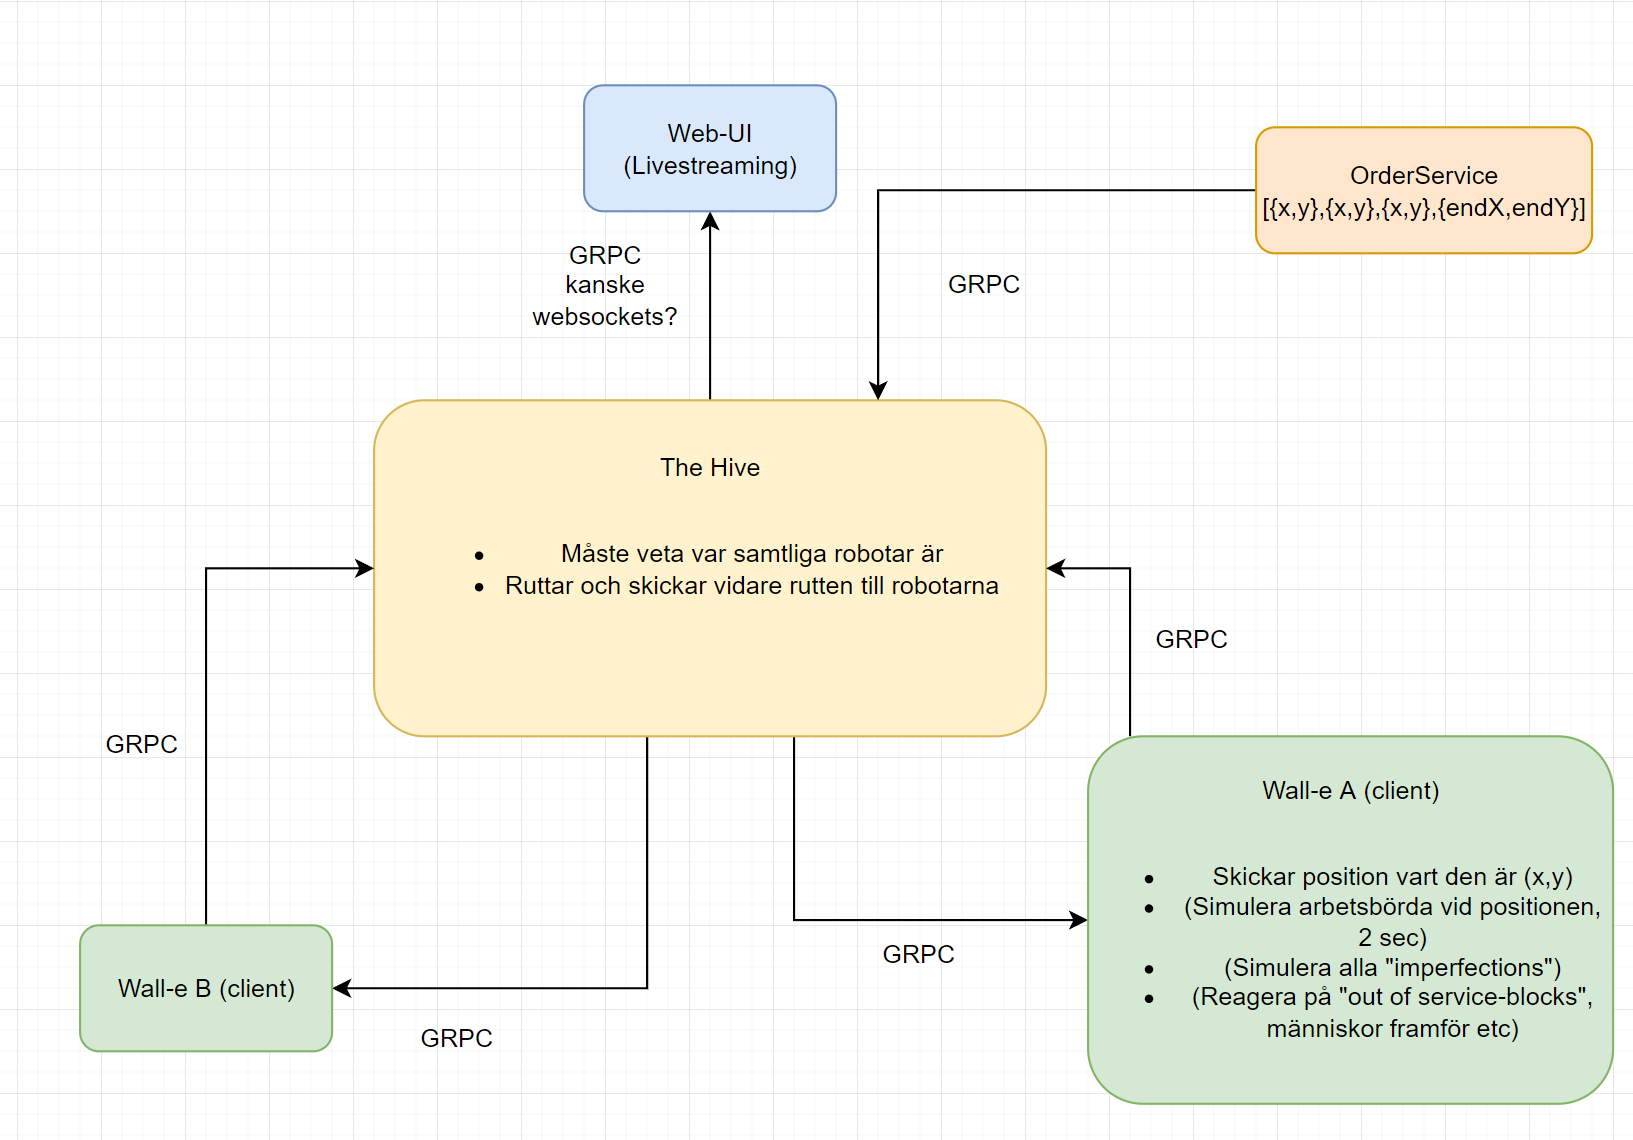 Web-UI
(Livestreaming)
OrderService
[{x,y},{x,y},{x,y},{endX,endY}]
GRPC
kanske
websockets?
GRPC
The Hive
Måste veta var samtliga robotar är
Ruttar och skickar vidare rutten till robotarna
GRPC
GRPC
Wall-e A (client)
Skickar position vart den är (x,y)
(Simulera arbetsbörda vid positionen,
2 sec)
(Simulera alla "imperfections")
(Reagera på "out of service-blocks",
människor framför etc)
GRPC
Wall-e B (client)
GRPC